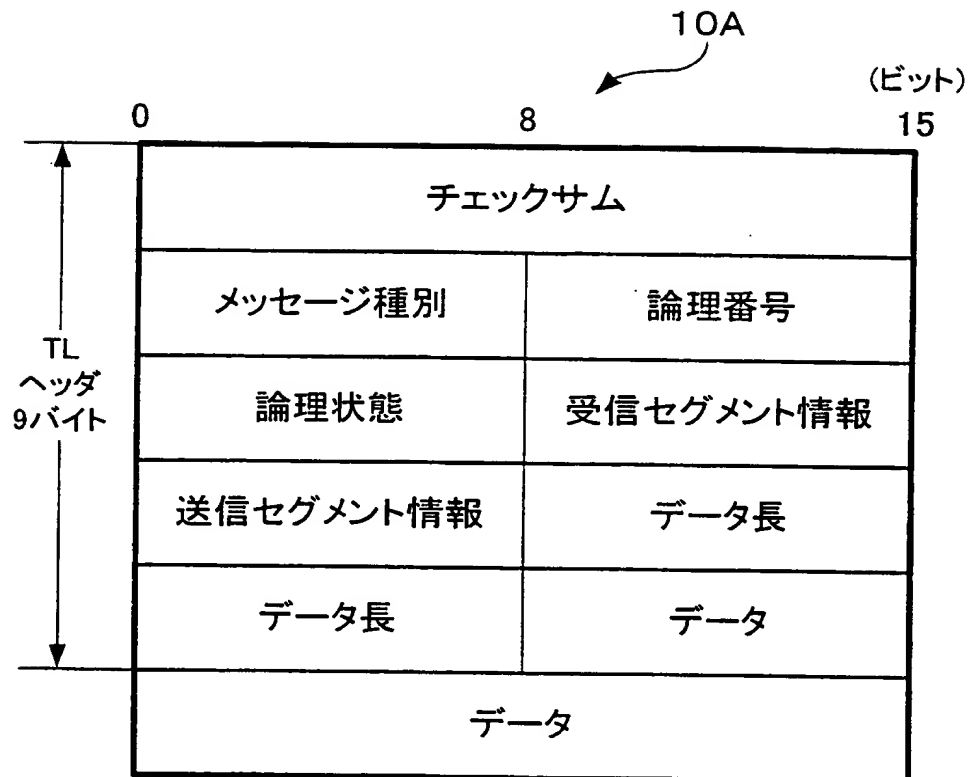 10A
(ビット)
0 8 15
チェックサム
メッセージ種別 論理番号
TL
ヘッダ
9バイト
論理状態 受信セグメント情報
送信セグメント情報 データ長
データ長 データ
データ